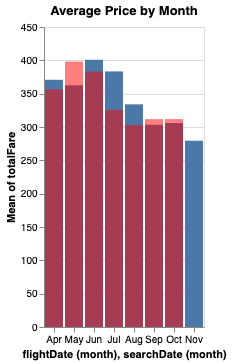 Average Price by Month
450
400
350
300
250
200
150
100
50
0
Mean of totalFare
Apr May Jun Jul Aug Sep Oct Nov
flightDate (month), searchDate (month)